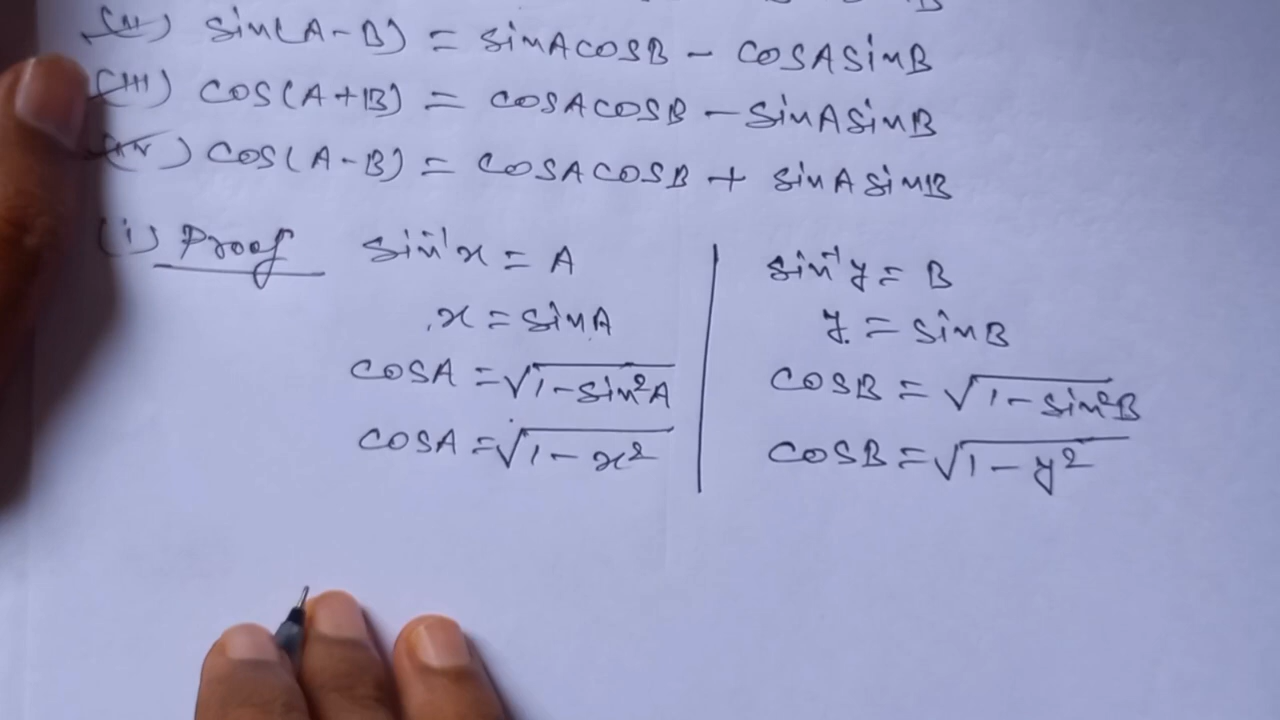 (ii) sin(A-B) = sinAcosB - cosAsinB
(iii) cos(A+B) = cosAcosB - sinAsinB
(iv) cos(A-B) = cosAcosB + sinAsinB
(i) Proof sin⁻¹x = A
x = sinA
cosA = √1-sin²A
cosA = √1-x²
sin⁻¹y = B
y = sinB
cosB = √1-sin²B
cosB = √1-y²